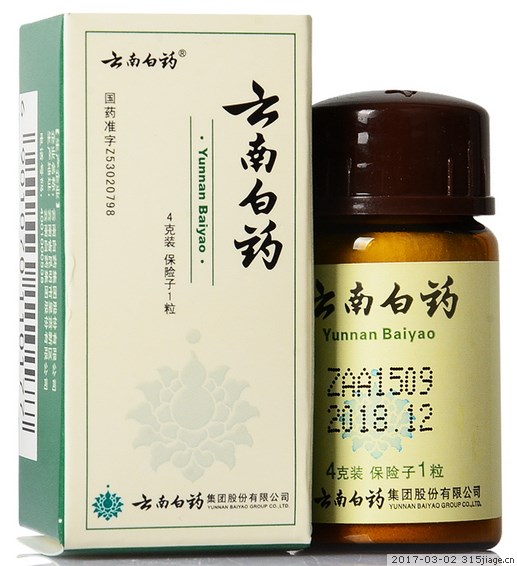 云南白药®
国药准字Z53020798
云南白药
Yunnan Baiyao
4克装 保险子1粒
云南白药集团股份有限公司
YUNNAN BAIYAO GROUP CO.,LTD.
云南白药
Yunnan Baiyao
ZAA1509
2018.12
4克装 保险子1粒
云南白药集团股份有限公司
YUNNAN BAIYAO GROUP CO.,LTD.
2017-03-02 315jiage.cn